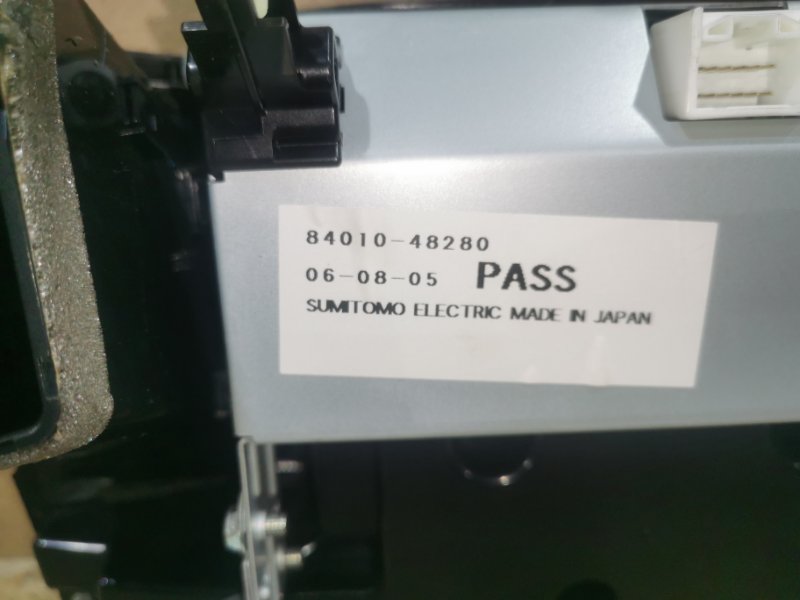 84010-48280
06-08-05 PASS
SUMITOMO ELECTRIC MADE IN JAPAN